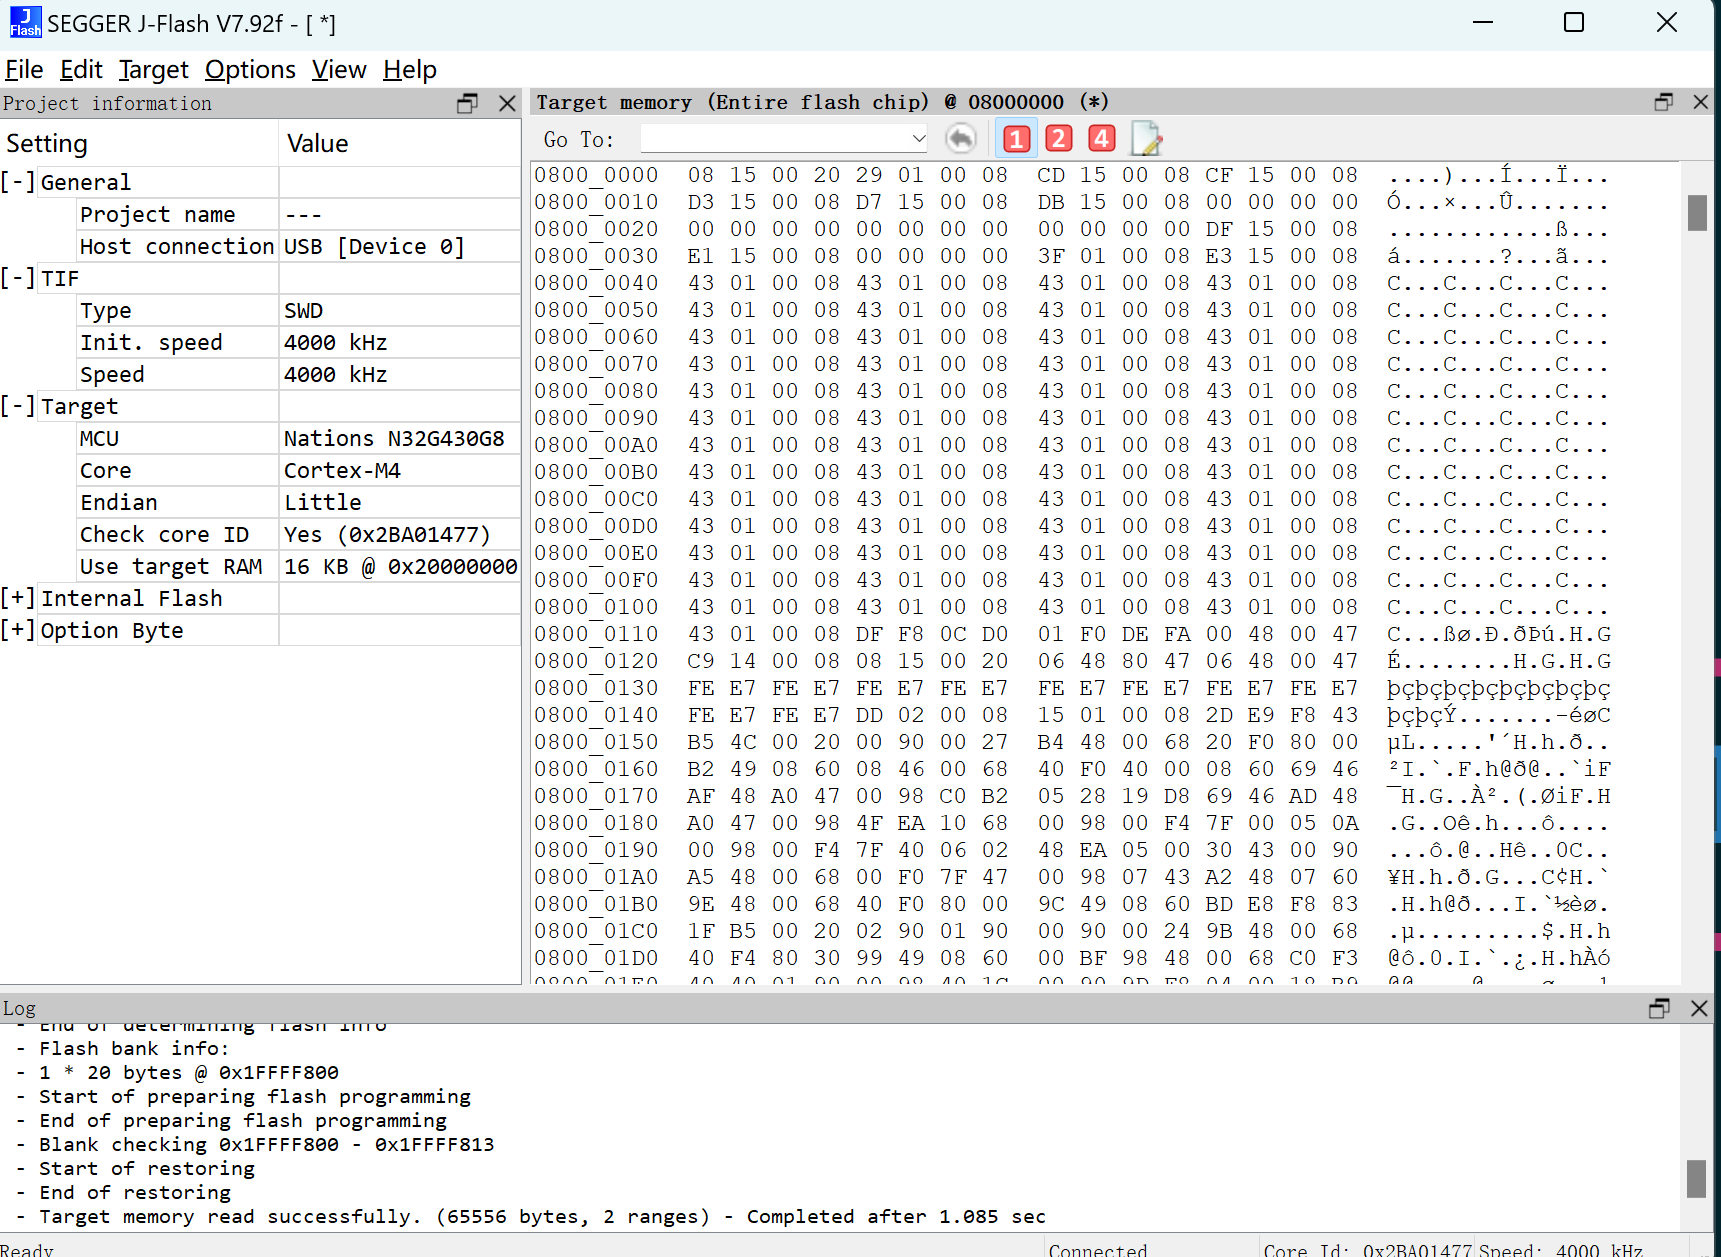 J
Flash
SEGGER J-Flash V7.92f - [ *]
File Edit Target Options View Help
Project information
Setting Value
[-] General
Project name ---
Host connection USB [Device 0]
[-] TIF
Type SWD
Init. speed 4000 kHz
Speed 4000 kHz
[-] Target
MCU Nations N32G430G8
Core Cortex-M4
Endian Little
Check core ID Yes (0x2BA01477)
Use target RAM 16 KB @ 0x20000000
[+] Internal Flash
[+] Option Byte
Target memory (Entire flash chip) @ 08000000 (*)
Go To: 1 2 4
0800_0000 08 15 00 20 29 01 00 08 CD 15 00 08 CF 15 00 08 ....)...Í...Ï...
0800_0010 D3 15 00 08 D7 15 00 08 DB 15 00 08 00 00 00 00 Ó...×...Û.......
0800_0020 00 00 00 00 00 00 00 00 00 00 00 00 DF 15 00 08 ............ß...
0800_0030 E1 15 00 08 00 00 00 00 3F 01 00 08 E3 15 00 08 á.......?...ã...
0800_0040 43 01 00 08 43 01 00 08 43 01 00 08 43 01 00 08 C...C...C...C...
0800_0050 43 01 00 08 43 01 00 08 43 01 00 08 43 01 00 08 C...C...C...C...
0800_0060 43 01 00 08 43 01 00 08 43 01 00 08 43 01 00 08 C...C...C...C...
0800_0070 43 01 00 08 43 01 00 08 43 01 00 08 43 01 00 08 C...C...C...C...
0800_0080 43 01 00 08 43 01 00 08 43 01 00 08 43 01 00 08 C...C...C...C...
0800_0090 43 01 00 08 43 01 00 08 43 01 00 08 43 01 00 08 C...C...C...C...
0800_00A0 43 01 00 08 43 01 00 08 43 01 00 08 43 01 00 08 C...C...C...C...
0800_00B0 43 01 00 08 43 01 00 08 43 01 00 08 43 01 00 08 C...C...C...C...
0800_00C0 43 01 00 08 43 01 00 08 43 01 00 08 43 01 00 08 C...C...C...C...
0800_00D0 43 01 00 08 43 01 00 08 43 01 00 08 43 01 00 08 C...C...C...C...
0800_00E0 43 01 00 08 43 01 00 08 43 01 00 08 43 01 00 08 C...C...C...C...
0800_00F0 43 01 00 08 43 01 00 08 43 01 00 08 43 01 00 08 C...C...C...C...
0800_0100 43 01 00 08 43 01 00 08 43 01 00 08 43 01 00 08 C...C...C...C...
0800_0110 43 01 00 08 DF F8 0C D0 01 F0 DE FA 00 48 00 47 C...ßø.Ð.ðÞú.H.G
0800_0120 C9 14 00 08 08 15 00 20 06 48 80 47 06 48 00 47 É........H.G.H.G
0800_0130 FE E7 FE E7 FE E7 FE E7 FE E7 FE E7 FE E7 FE E7 þçþçþçþçþçþçþçþç
0800_0140 FE E7 FE E7 DD 02 00 08 15 01 00 08 2D E9 F8 43 þçþçÝ.......-éøC
0800_0150 B5 4C 00 20 00 90 00 27 B4 48 00 68 20 F0 80 00 µL.....'´H.h.ð..
0800_0160 B2 49 08 60 08 46 00 68 40 F0 40 00 08 60 69 46 ²I.`.F.h@ð@..`iF
0800_0170 AF 48 A0 47 00 98 C0 B2 05 28 19 D8 69 46 AD 48 ¯H.G..À².(.ØiF.H
0800_0180 A0 47 00 98 4F EA 10 68 00 98 00 F4 7F 00 05 0A .G..Oê.h...ô....
0800_0190 00 98 00 F4 7F 40 06 02 48 EA 05 00 30 43 00 90 ...ô.@..Hê..0C..
0800_01A0 A5 48 00 68 00 F0 7F 47 00 98 07 43 A2 48 07 60 ¥H.h.ð.G...C¢H.`
0800_01B0 9E 48 00 68 40 F0 80 00 9C 49 08 60 BD E8 F8 83 .H.h@ð...I.`½èø.
0800_01C0 1F B5 00 20 02 90 01 90 00 90 00 24 9B 48 00 68 .µ.........$.H.h
0800_01D0 40 F4 80 30 99 49 08 60 00 BF 98 48 00 68 C0 F3 @ô.0.I.`.¿.H.hÀó
Log
- End of determining flash info
- Flash bank info:
- 1 * 20 bytes @ 0x1FFFF800
- Start of preparing flash programming
- End of preparing flash programming
- Blank checking 0x1FFFF800 - 0x1FFFF813
- Start of restoring
- End of restoring
- Target memory read successfully. (65556 bytes, 2 ranges) - Completed after 1.085 sec
Ready Connected Core Id: 0x2BA01477 Speed: 4000 kHz